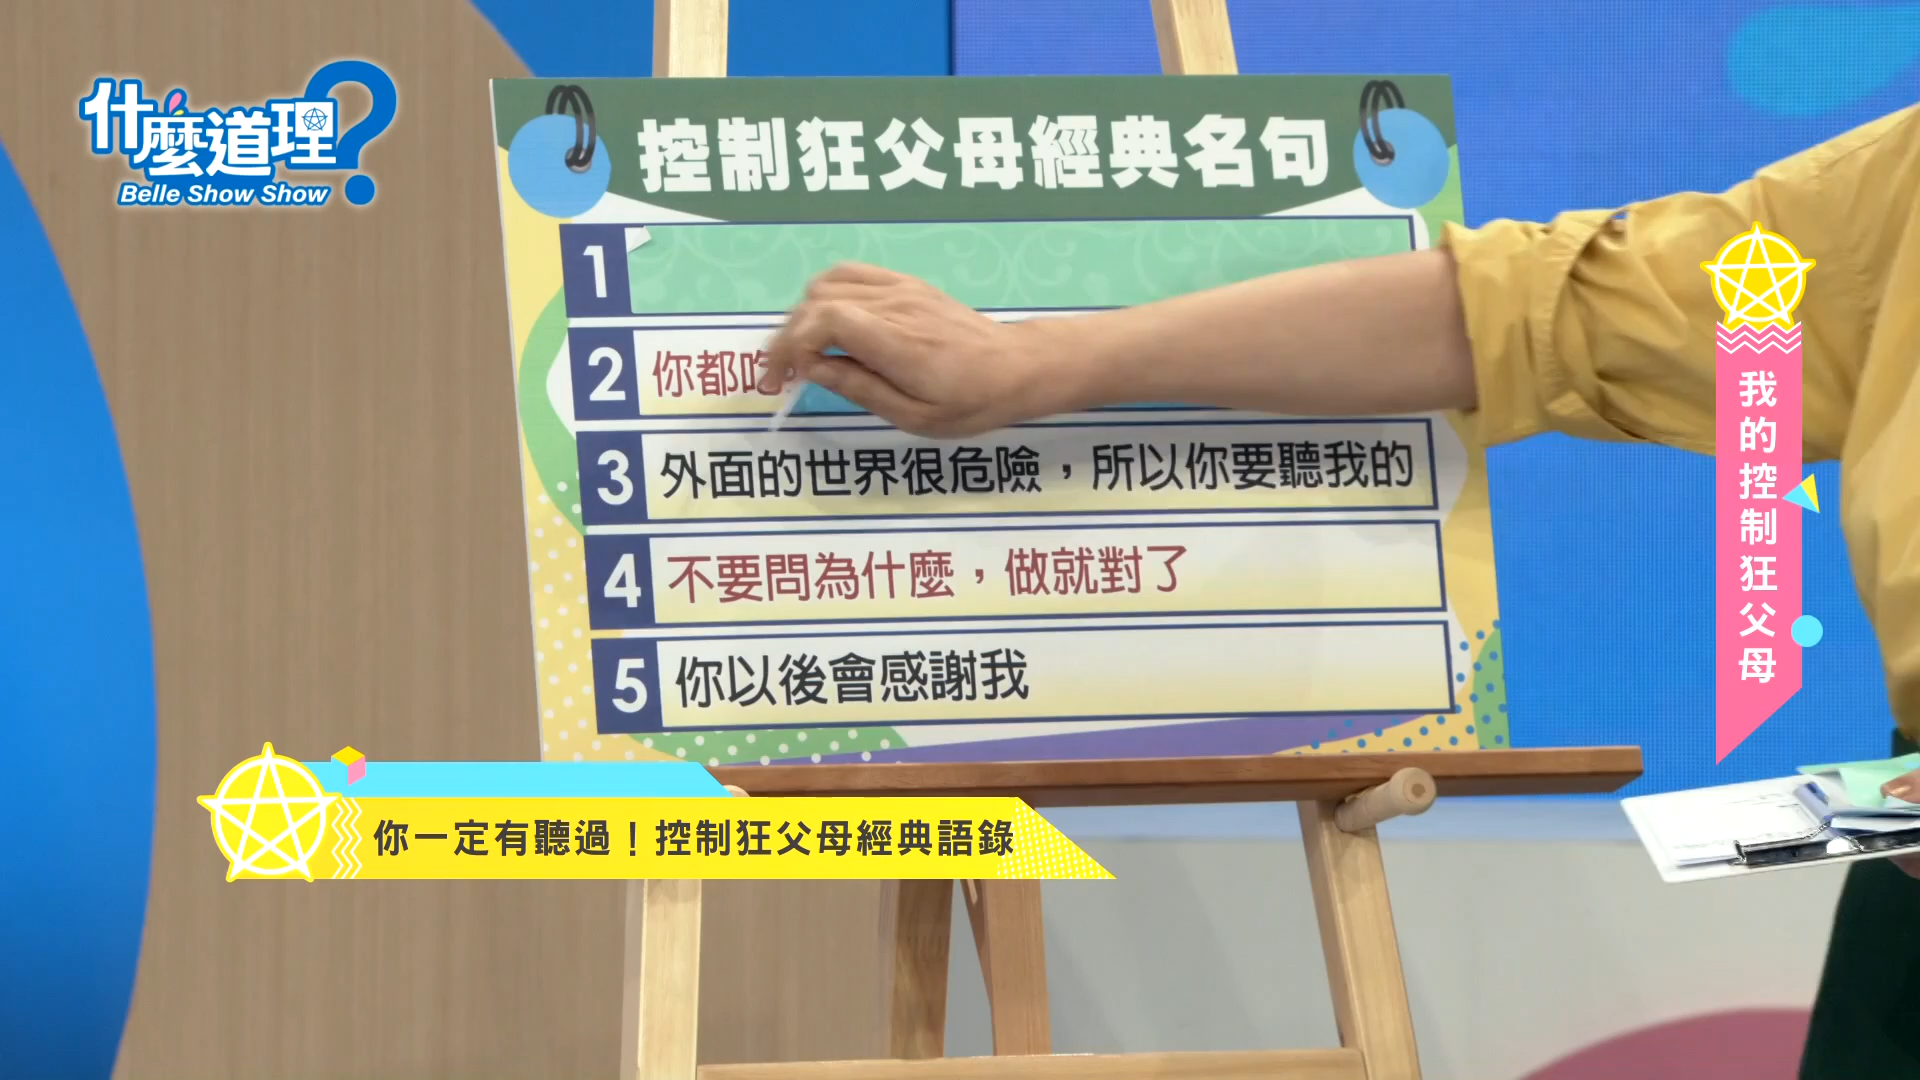 什麼道理?
Belle Show Show
控制狂父母經典名句
1
2 你都吃
3 外面的世界很危險，所以你要聽我的
4 不要問為什麼，做就對了
5 你以後會感謝我
我的控制狂父母
你一定有聽過！控制狂父母經典語錄